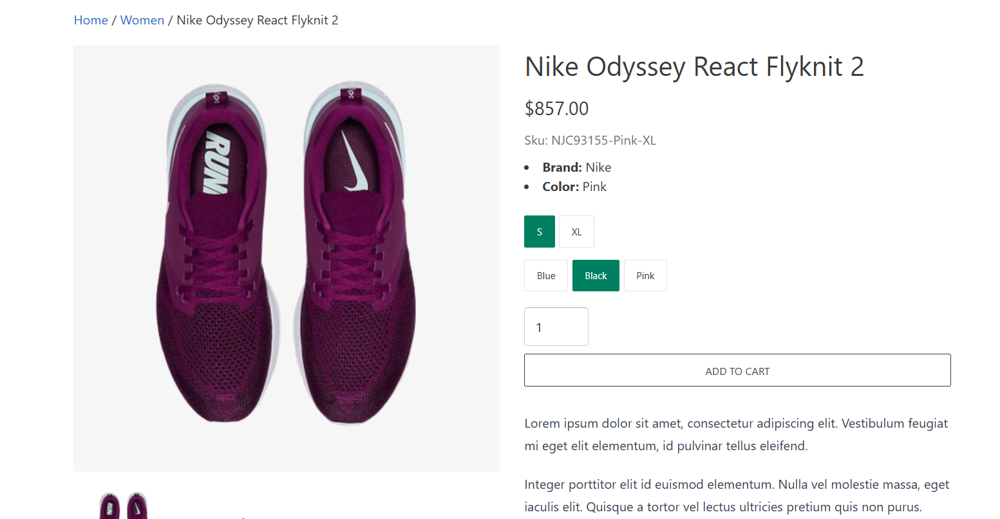 Home / Women / Nike Odyssey React Flyknit 2
RUN
Nike Odyssey React Flyknit 2
$857.00
Sku: NJC93155-Pink-XL
Brand: Nike
Color: Pink
S XL
Blue Black Pink
1
ADD TO CART
Lorem ipsum dolor sit amet, consectetur adipiscing elit. Vestibulum feugiat
mi eget elit elementum, id pulvinar tellus eleifend.
Integer porttitor elit id euismod elementum. Nulla vel molestie massa, eget
iaculis elit. Quisque a tortor vel lectus ultricies pretium quis non purus.
RUN